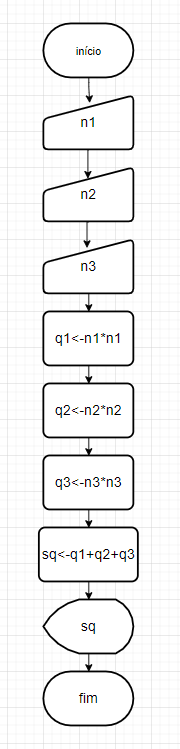 início
n1
n2
n3
q1<-n1*n1
q2<-n2*n2
q3<-n3*n3
sq<-q1+q2+q3
sq
fim